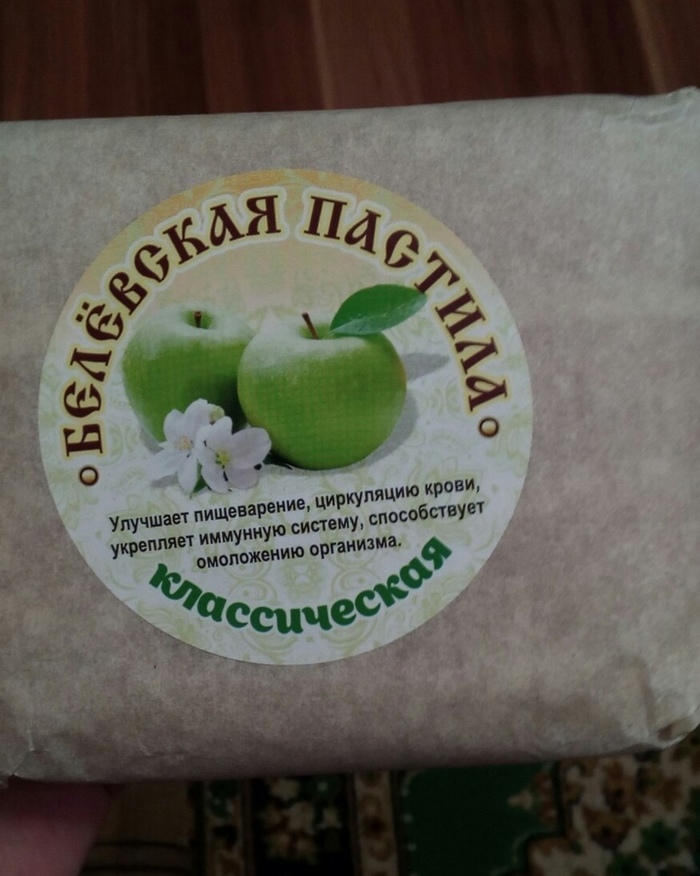 БЕЛЁВСКАЯ ПАСТИЛА
Улучшает пищеварение, циркуляцию крови,
укрепляет иммунную систему, способствует
омоложению организма.
классическая